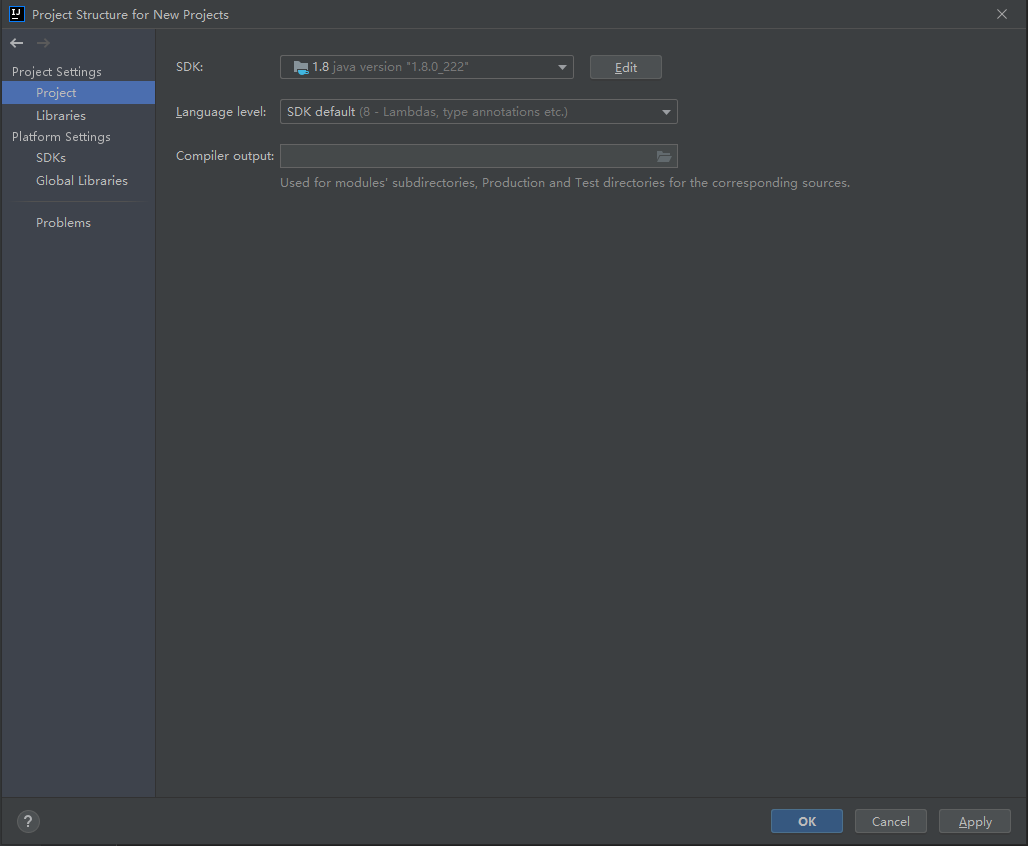 Project Structure for New Projects
Project Settings
Project
Libraries
Platform Settings
SDKs
Global Libraries
Problems
SDK: 1.8 java version "1.8.0_222" Edit
Language level: SDK default (8 - Lambdas, type annotations etc.)
Compiler output:
Used for modules' subdirectories, Production and Test directories for the corresponding sources.
? OK Cancel Apply